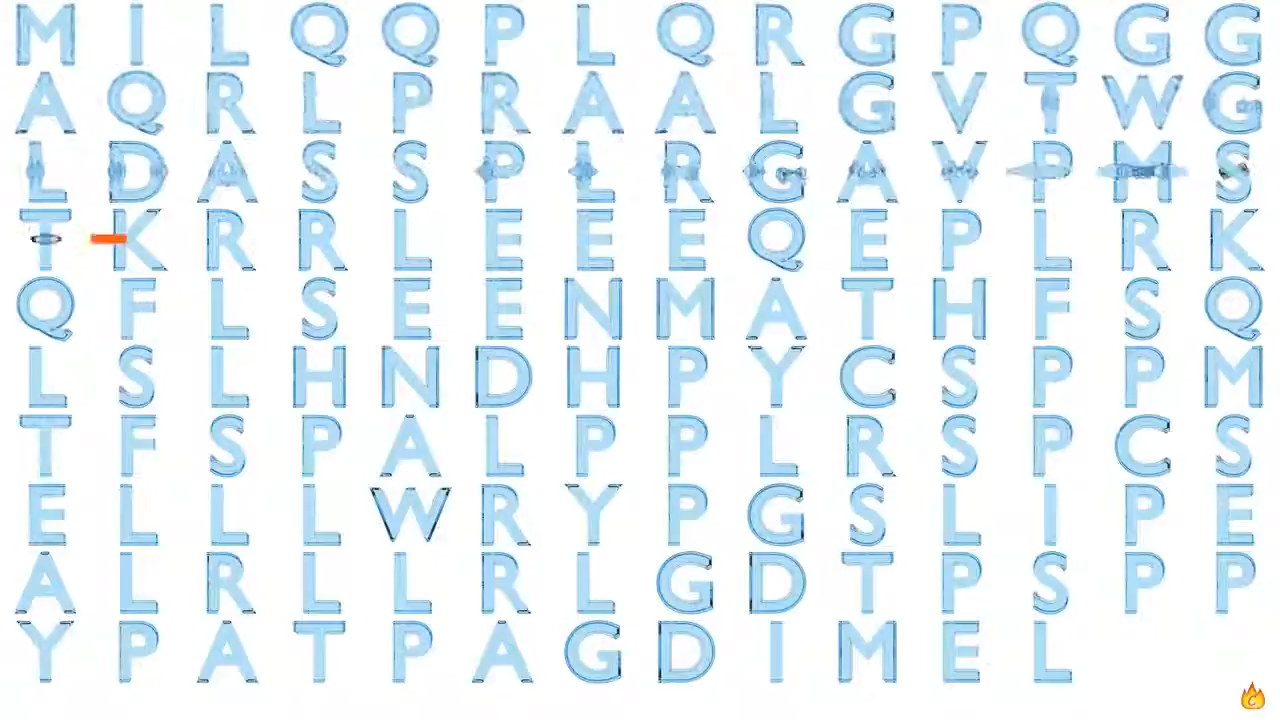 M I L Q Q P L Q R G P Q G G
A Q R L P R A A L G V T W G
L D A S S P L R G A V P M S
T K R R L E E E Q E P L R K
Q F L S E E N M A T H F S Q
L S L H N D H P Y C S P P M
T F S P A L P P L R S P C S
E L L L W R Y P G S L I P E
A L R L L R L G D T P S P P
Y P A T P A G D I M E L